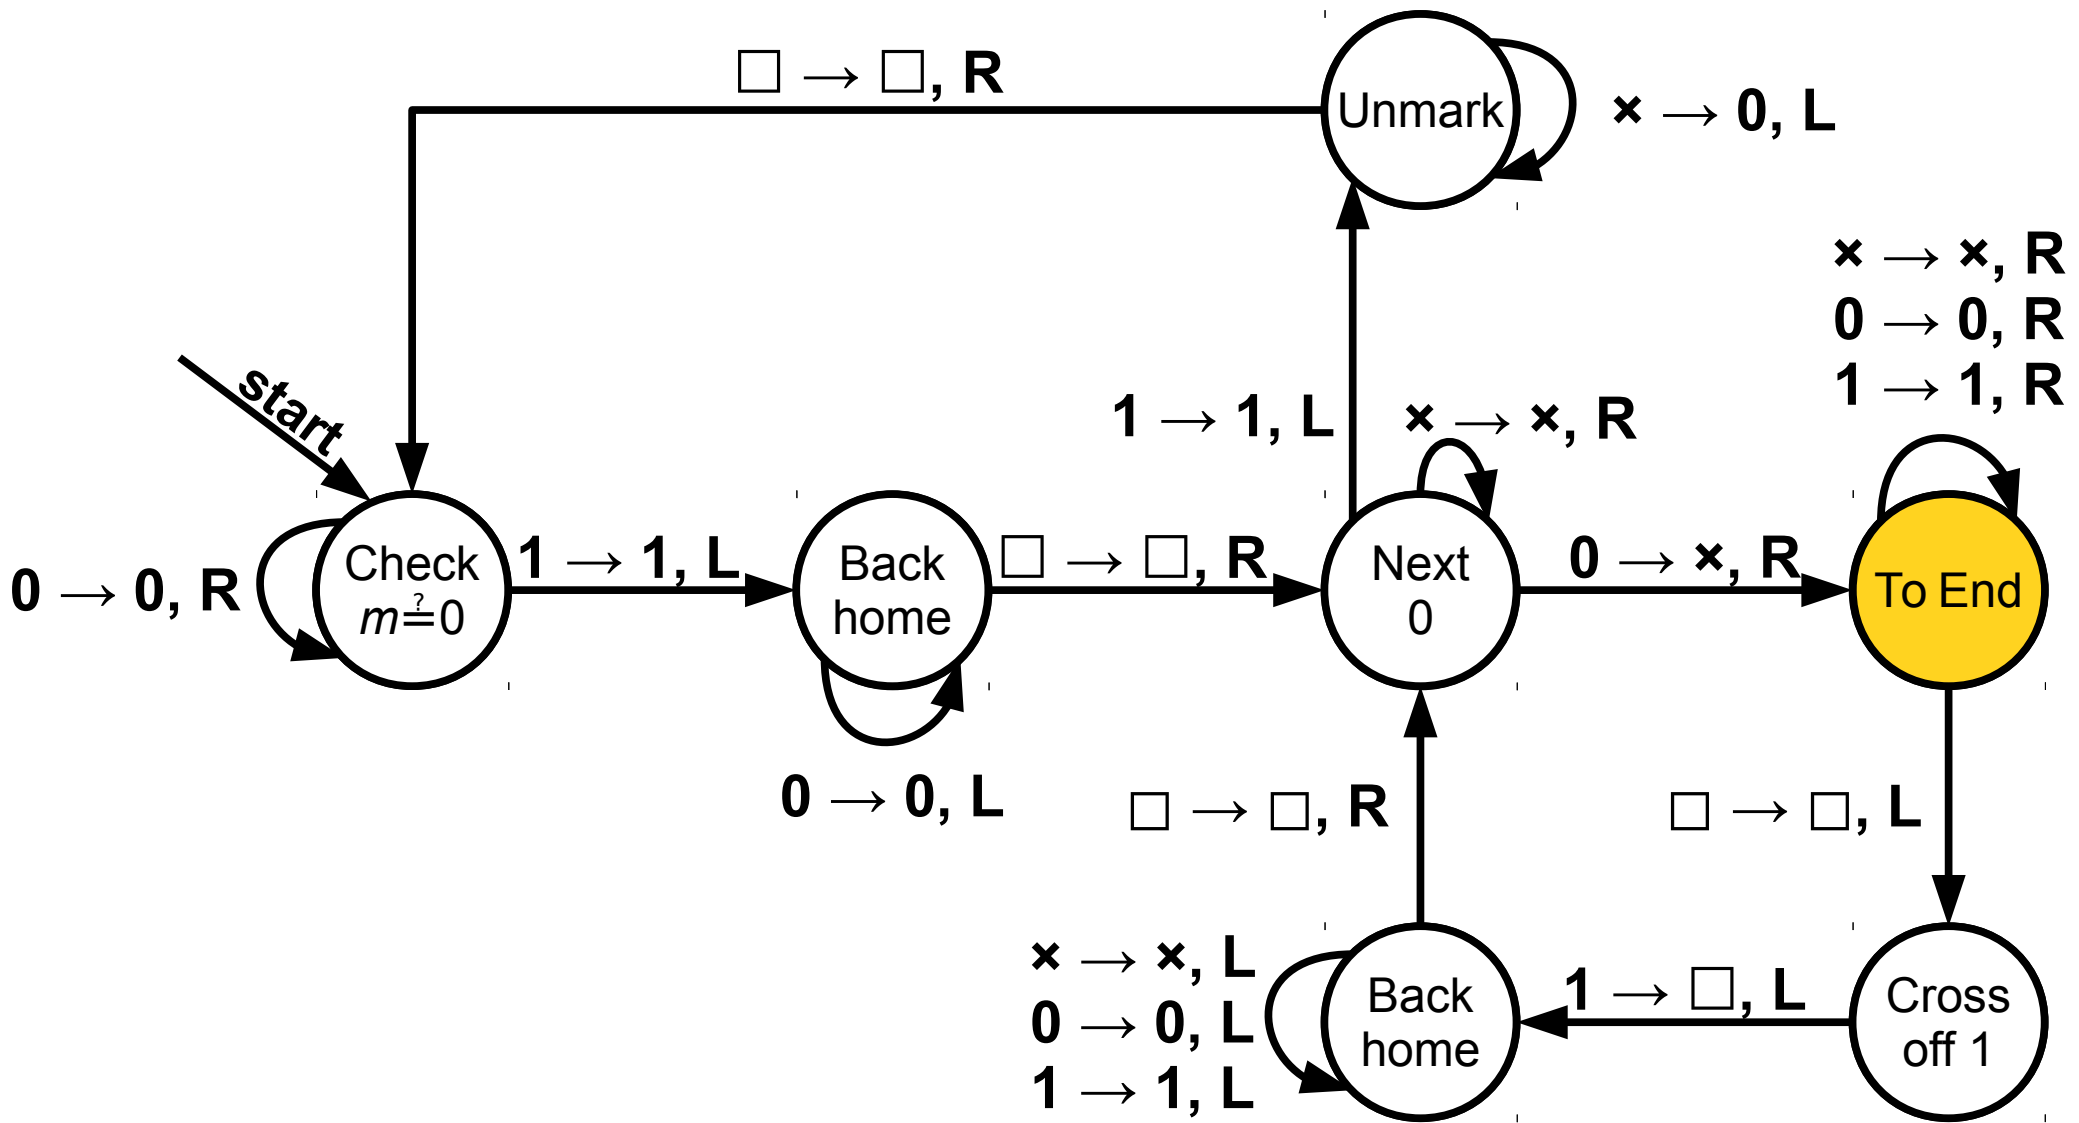 □ → □, R
Unmark
× → 0, L
× → ×, R
0 → 0, R
1 → 1, R
start
1 → 1, L
× → ×, R
0 → 0, R
Check
m≟0
1 → 1, L
Back
home
□ → □, R
Next
0
0 → ×, R
To End
0 → 0, L
□ → □, R
□ → □, L
× → ×, L
0 → 0, L
1 → 1, L
Back
home
1 → □, L
Cross
off 1